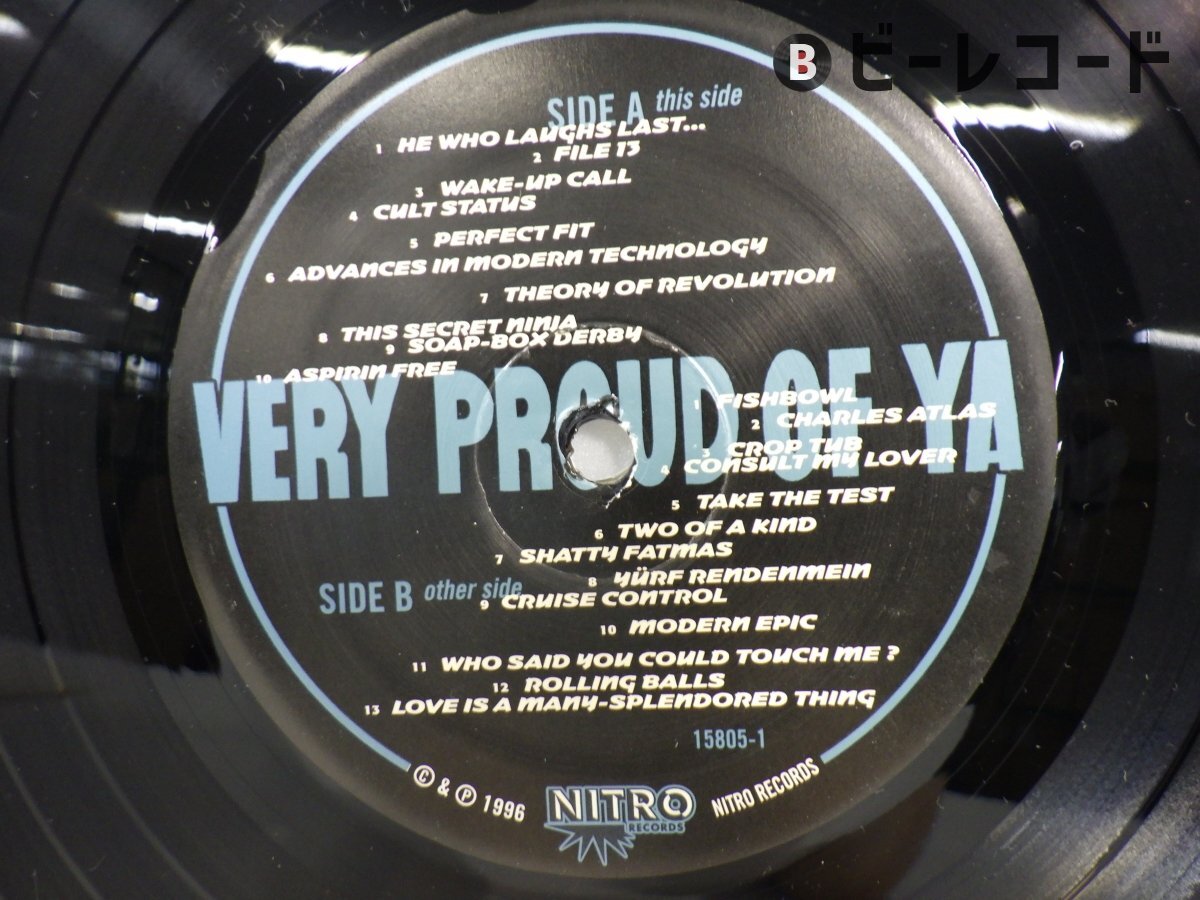 B ビーレコード
SIDE A this side
1 HE WHO LAUGHS LAST...
2 FILE 13
3 WAKE-UP CALL
4 CULT STATUS
5 PERFECT FIT
6 ADVANCES IN MODERN TECHNOLOGY
7 THEORY OF REVOLUTION
8 THIS SECRET NINJA
9 SOAP-BOX DERBY
10 ASPIRIN FREE
VERY PROUD OF YA
1 FISHBOWL
2 CHARLES ATLAS
3 CROP TUB
4 CONSULT MY LOVER
5 TAKE THE TEST
6 TWO OF A KIND
7 SHATTY FATMAS
SIDE B other side
8 YÜRF RENDENMEIN
9 CRUISE CONTROL
10 MODERN EPIC
11 WHO SAID YOU COULD TOUCH ME ?
12 ROLLING BALLS
13 LOVE IS A MANY-SPLENDORED THING
15805-1
© & ℗ 1996
NITRO RECORDS
NITRO RECORDS